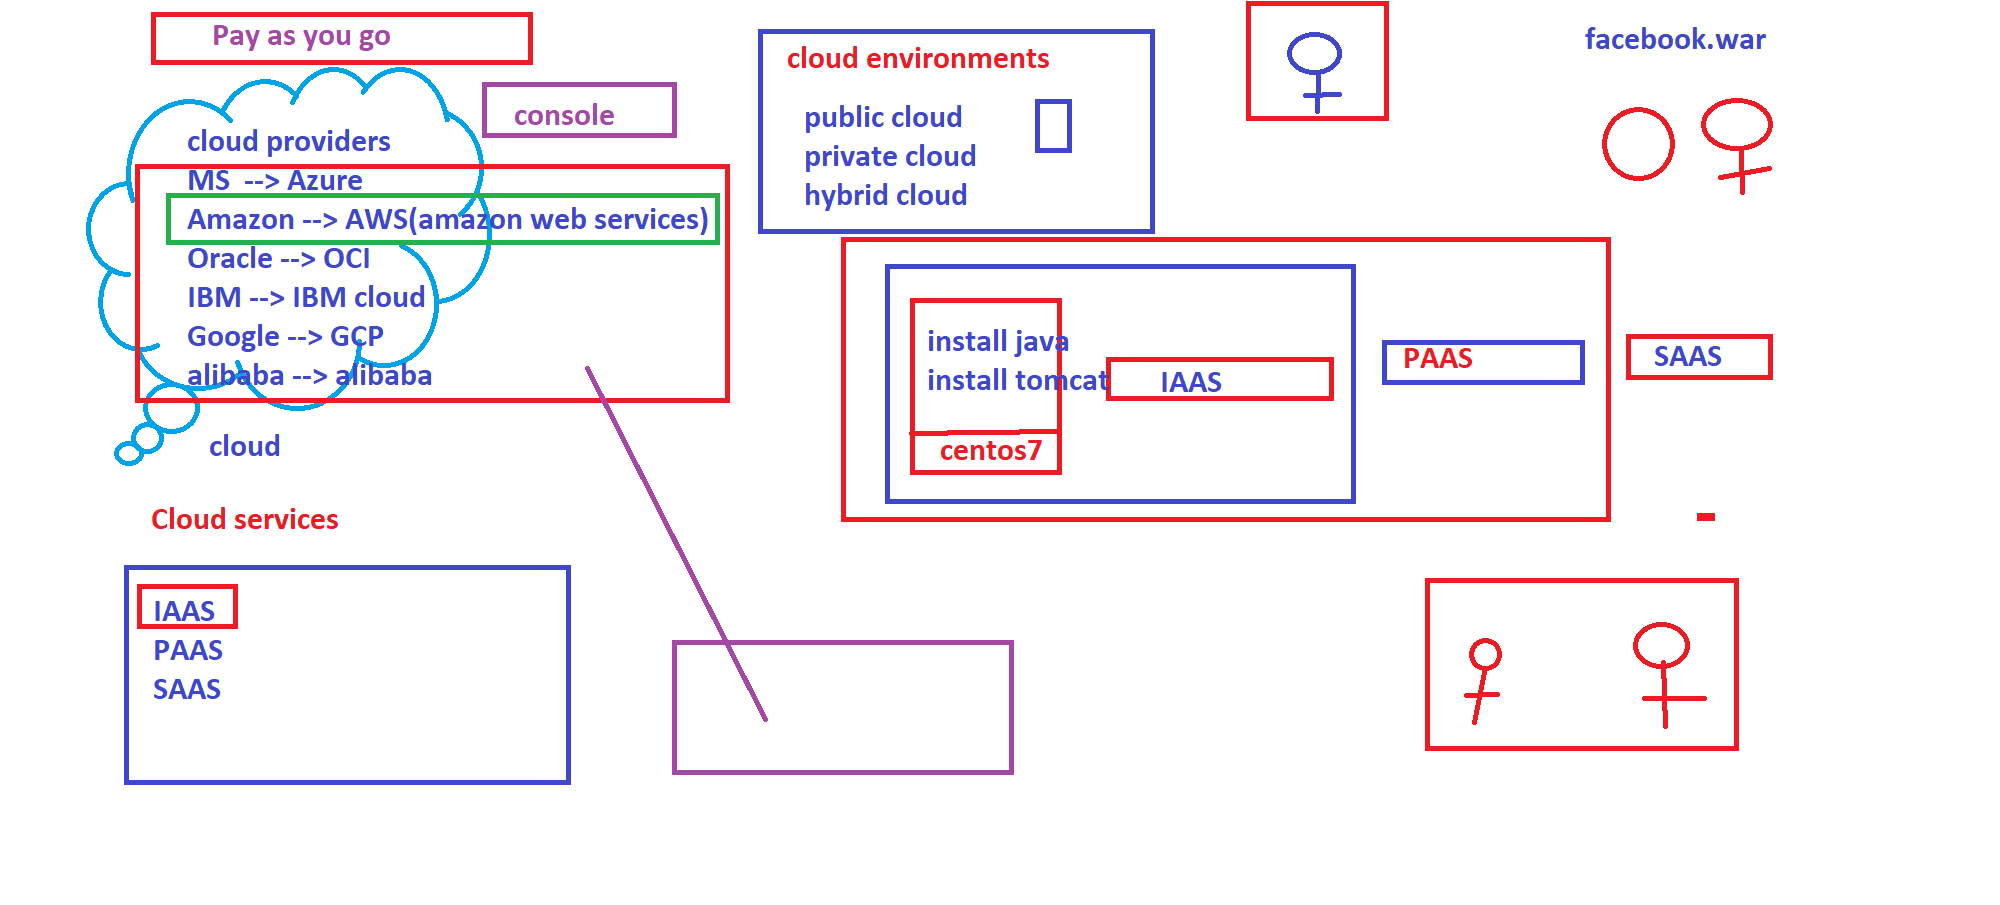 Pay as you go
console
cloud providers
MS --> Azure
Amazon --> AWS(amazon web services)
Oracle --> OCI
IBM --> IBM cloud
Google --> GCP
alibaba --> alibaba
cloud
Cloud services
IAAS
PAAS
SAAS
cloud environments
public cloud
private cloud
hybrid cloud
facebook.war
install java
install tomcat
IAAS
centos7
PAAS
SAAS